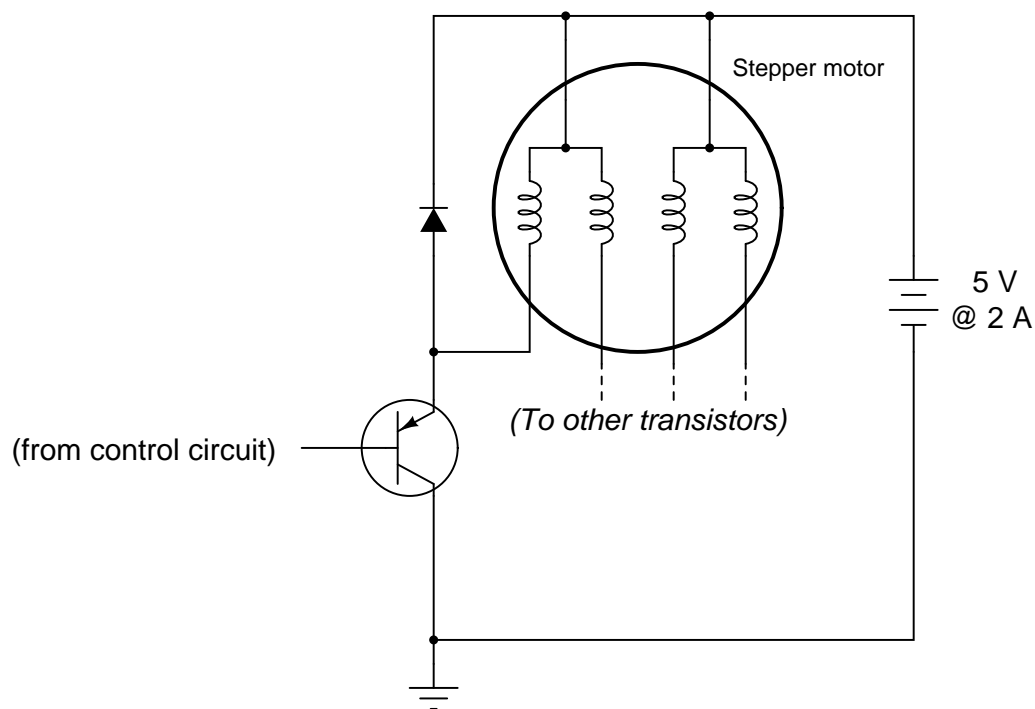 Stepper motor
5 V
@ 2 A
(To other transistors)
(from control circuit)